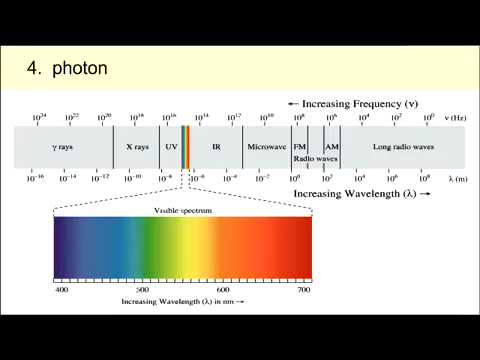 4. photon
← Increasing Frequency (ν)
10²⁴ 10²² 10²⁰ 10¹⁸ 10¹⁶ 10¹⁴ 10¹² 10¹⁰ 10⁸ 10⁶ 10⁴ 10² 10⁰ ν (Hz)
γ rays X rays UV IR Microwave FM AM Long radio waves
Radio waves
10⁻¹⁶ 10⁻¹⁴ 10⁻¹² 10⁻¹⁰ 10⁻⁸ 10⁻⁶ 10⁻⁴ 10⁻² 10⁰ 10² 10⁴ 10⁶ 10⁸ λ (m)
Increasing Wavelength (λ) →
Visible spectrum
400 500 600 700
Increasing Wavelength (λ) in nm →